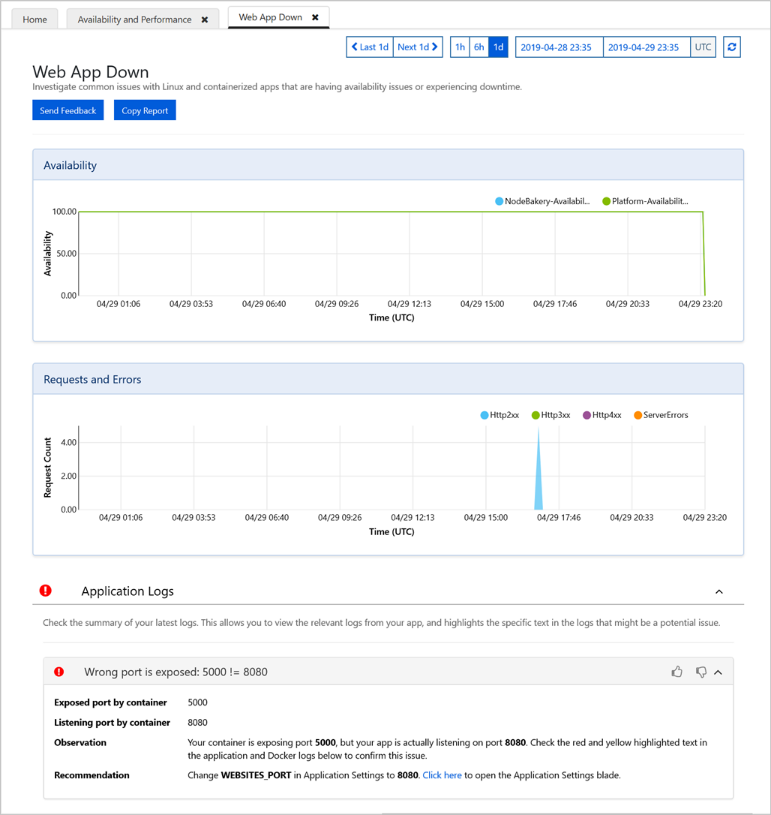 Home
Availability and Performance ✖
Web App Down ✖
Last 1d Next 1d 1h 6h 1d 2019-04-28 23:35 2019-04-29 23:35 UTC
Web App Down
Investigate common issues with Linux and containerized apps that are having availability issues or experiencing downtime.
Send Feedback Copy Report
Availability
NodeBakery-Availabil... Platform-Availabilit...
100.00
50.00
0.00
Availability
04/29 01:06 04/29 03:53 04/29 06:40 04/29 09:26 04/29 12:13 04/29 15:00 04/29 17:46 04/29 20:33 04/29 23:20
Time (UTC)
Requests and Errors
Http2xx Http3xx Http4xx ServerErrors
4.00
2.00
0.00
Request Count
04/29 01:06 04/29 03:53 04/29 06:40 04/29 09:26 04/29 12:13 04/29 15:00 04/29 17:46 04/29 20:33 04/29 23:20
Time (UTC)
Application Logs
Check the summary of your latest logs. This allows you to view the relevant logs from your app, and highlights the specific text in the logs that might be a potential issue.
Wrong port is exposed: 5000 != 8080
Exposed port by container 5000
Listening port by container 8080
Observation Your container is exposing port 5000, but your app is actually listening on port 8080. Check the red and yellow highlighted text in
the application and Docker logs below to confirm this issue.
Recommendation Change WEBSITES_PORT in Application Settings to 8080. Click here to open the Application Settings blade.